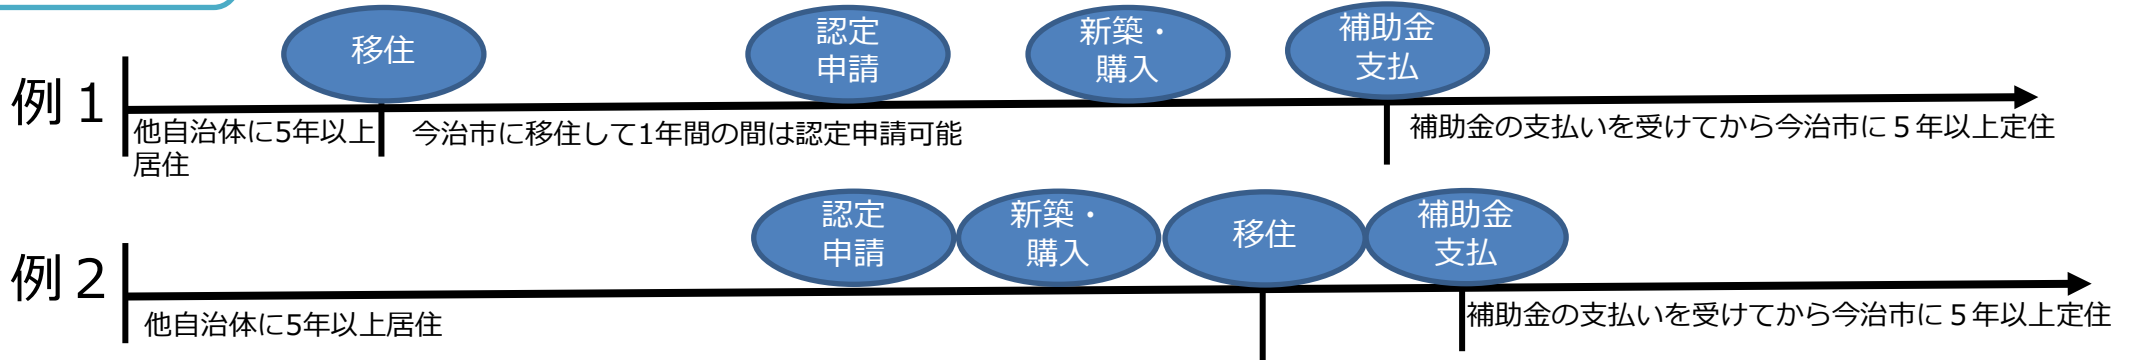 移住
認定
申請
新築・
購入
補助金
支払
例１
他自治体に5年以上
居住
今治市に移住して1年間の間は認定申請可能
補助金の支払いを受けてから今治市に５年以上定住
認定
申請
新築・
購入
移住
補助金
支払
例２
他自治体に5年以上居住
補助金の支払いを受けてから今治市に５年以上定住